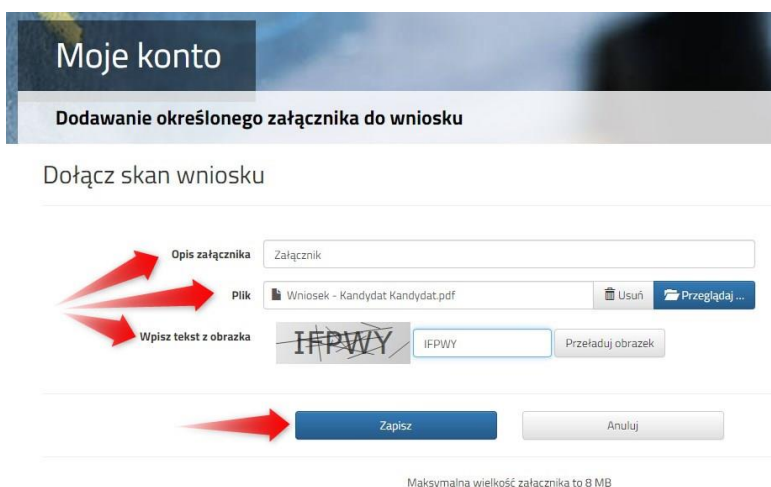 Moje konto
Dodawanie określonego załącznika do wniosku
Dołącz skan wniosku
Opis załącznika Załącznik
Plik Wniosek - Kandydat Kandydat.pdf Usuń Przeglądaj ...
Wpisz tekst z obrazka IFPWY IFPWY Przeładuj obrazek
Zapisz Anuluj
Maksymalna wielkość załącznika to 8 MB